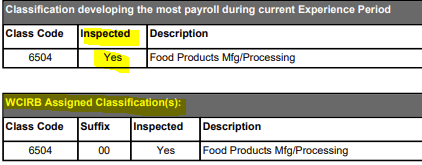 Classification developing the most payroll during current Experience Period
Class Code Inspected Description
6504 Yes Food Products Mfg/Processing
WCIRB Assigned Classification(s):
Class Code Suffix Inspected Description
6504 00 Yes Food Products Mfg/Processing